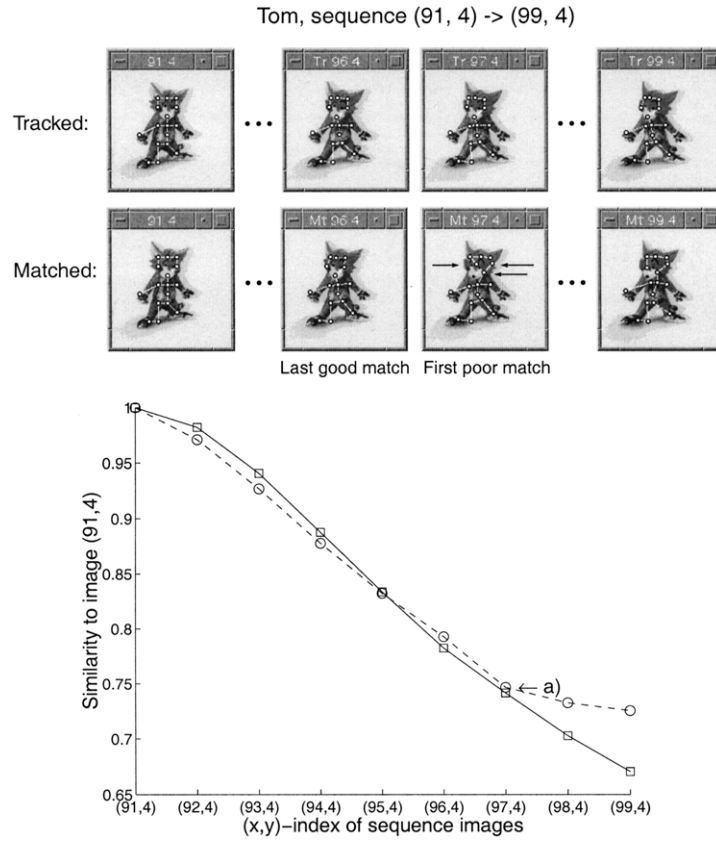 Tom, sequence (91, 4) -> (99, 4)
91 4 Tr 96 4 Tr 97 4 Tr 99 4
Tracked:
91 4 Mt 96 4 Mt 97 4 Mt 99 4
Matched:
Last good match First poor match
1
0.95
0.9
0.85
0.8
0.75
0.7
0.65
Similarity to image (91,4)
a)
(91,4) (92,4) (93,4) (94,4) (95,4) (96,4) (97,4) (98,4) (99,4)
(x,y)−index of sequence images